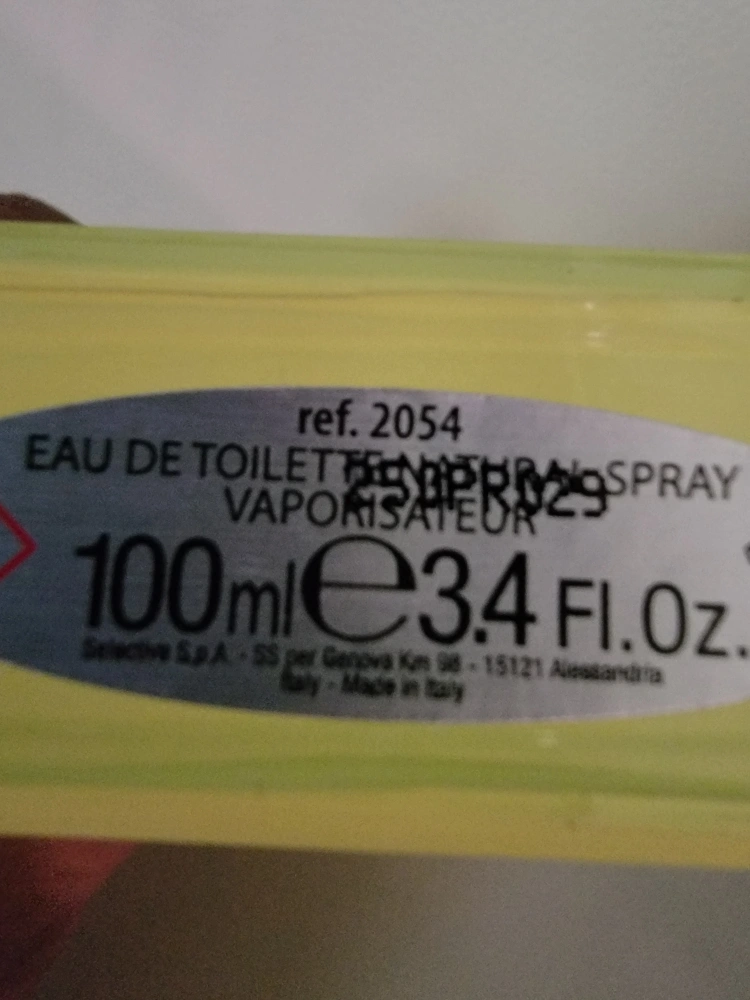 ref. 2054
EAU DE TOILETTE NATURAL SPRAY
VAPORISATEUR
100ml e 3.4 Fl.Oz.
Selective S.p.A. - SS per Genova Km 98 - 15121 Alessandria
Italy - Made in Italy